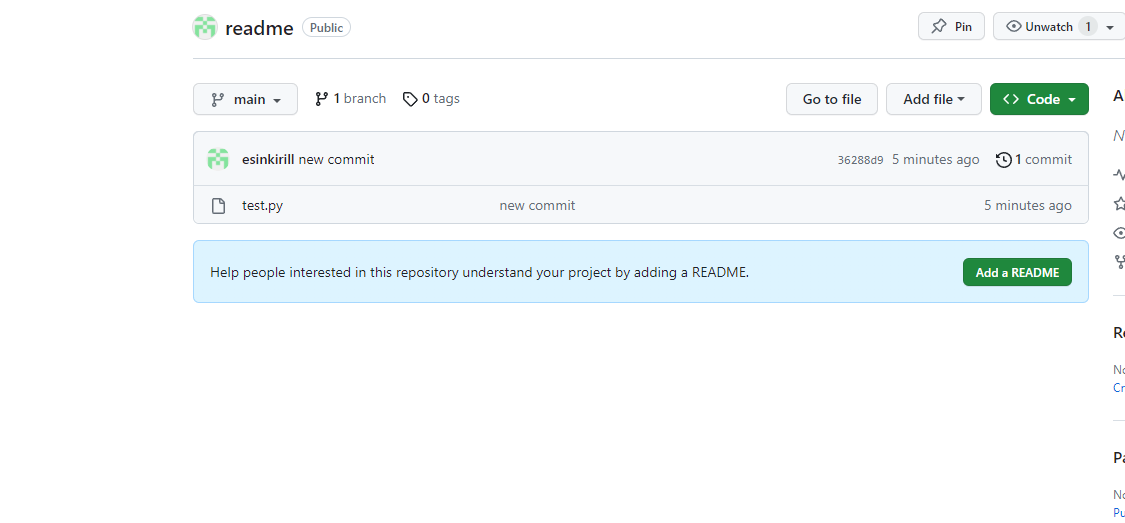 readme Public Pin Unwatch 1
main 1 branch 0 tags Go to file Add file Code
esinkirill new commit 36288d9 5 minutes ago 1 commit
test.py new commit 5 minutes ago
Help people interested in this repository understand your project by adding a README. Add a README
A
N
Re
No
Cr
Pa
No
Pu